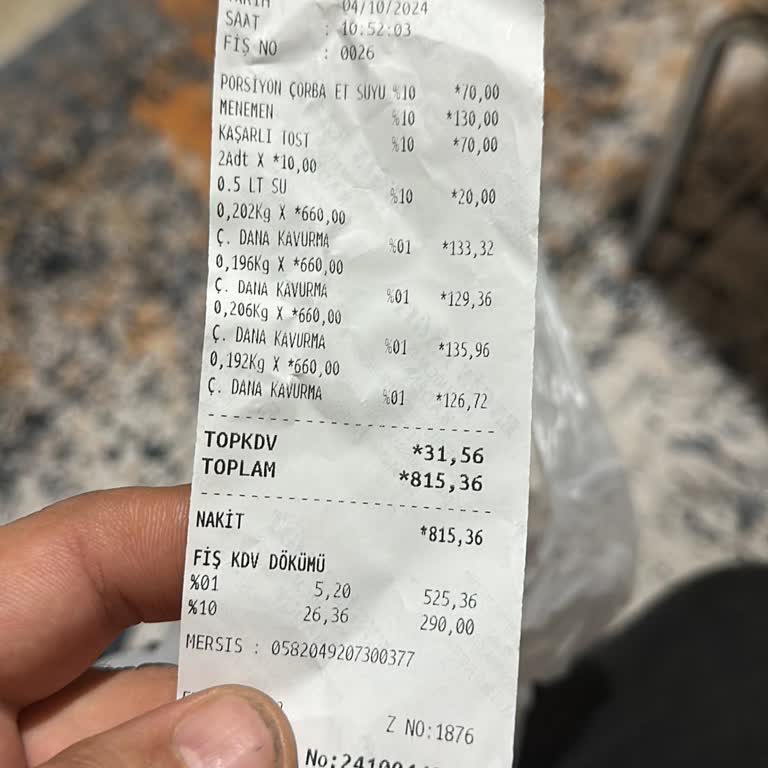 04/10/2024
SAAT : 10:52:03
FİŞ NO : 0026
PORSİYON ÇORBA ET SUYU %10 *70,00
MENEMEN %10 *130,00
KAŞARLI TOST %10 *70,00
2Adt X *10,00
0.5 LT SU %10 *20,00
0,202Kg X *660,00
Ç. DANA KAVURMA %01 *133,32
0,196Kg X *660,00
Ç. DANA KAVURMA %01 *129,36
0,206Kg X *660,00
Ç. DANA KAVURMA %01 *135,96
0,192Kg X *660,00
Ç. DANA KAVURMA %01 *126,72
TOPKDV *31,56
TOPLAM *815,36
NAKİT *815,36
FİŞ KDV DÖKÜMÜ
%01 5,20 525,36
%10 26,36 290,00
MERSIS : 0582049207300377
Z NO:1876